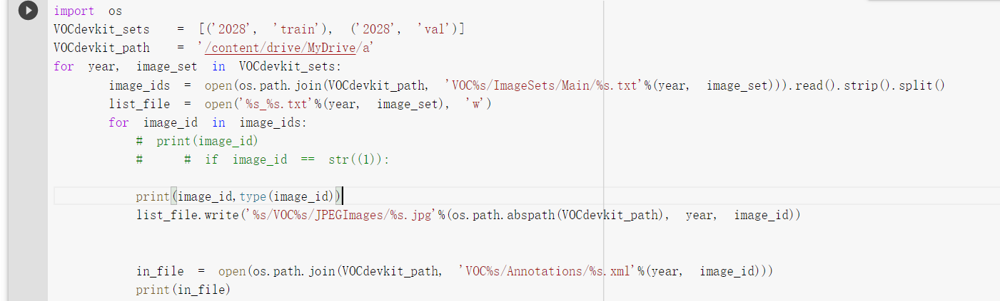 import os
VOCdevkit_sets = [('2028', 'train'), ('2028', 'val')]
VOCdevkit_path = '/content/drive/MyDrive/a'
for year, image_set in VOCdevkit_sets:
image_ids = open(os.path.join(VOCdevkit_path, 'VOC%s/ImageSets/Main/%s.txt'%(year, image_set))).read().strip().split()
list_file = open('%s_%s.txt'%(year, image_set), 'w')
for image_id in image_ids:
# print(image_id)
# # if image_id == str((1)):
print(image_id,type(image_id))
list_file.write('%s/VOC%s/JPEGImages/%s.jpg'%(os.path.abspath(VOCdevkit_path), year, image_id))
in_file = open(os.path.join(VOCdevkit_path, 'VOC%s/Annotations/%s.xml'%(year, image_id)))
print(in_file)